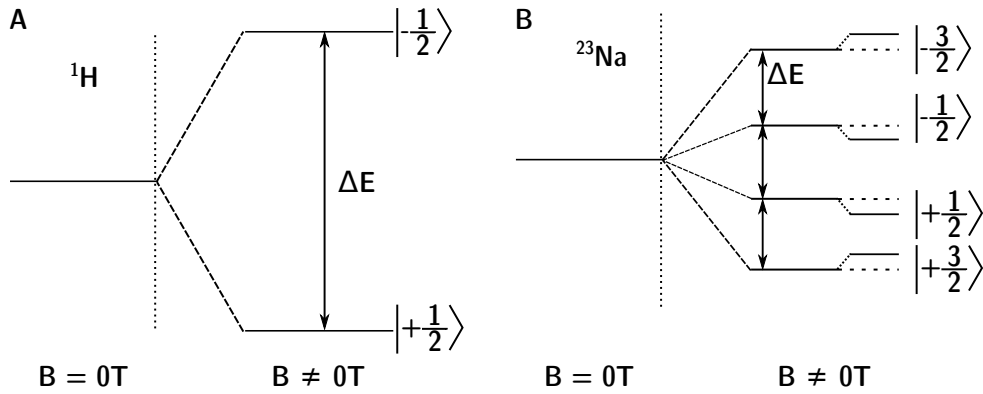 A
¹H
|-1/2⟩
ΔE
|+1/2⟩
B = 0T
B ≠ 0T
B
²³Na
ΔE
|-3/2⟩
|-1/2⟩
|+1/2⟩
|+3/2⟩
B = 0T
B ≠ 0T